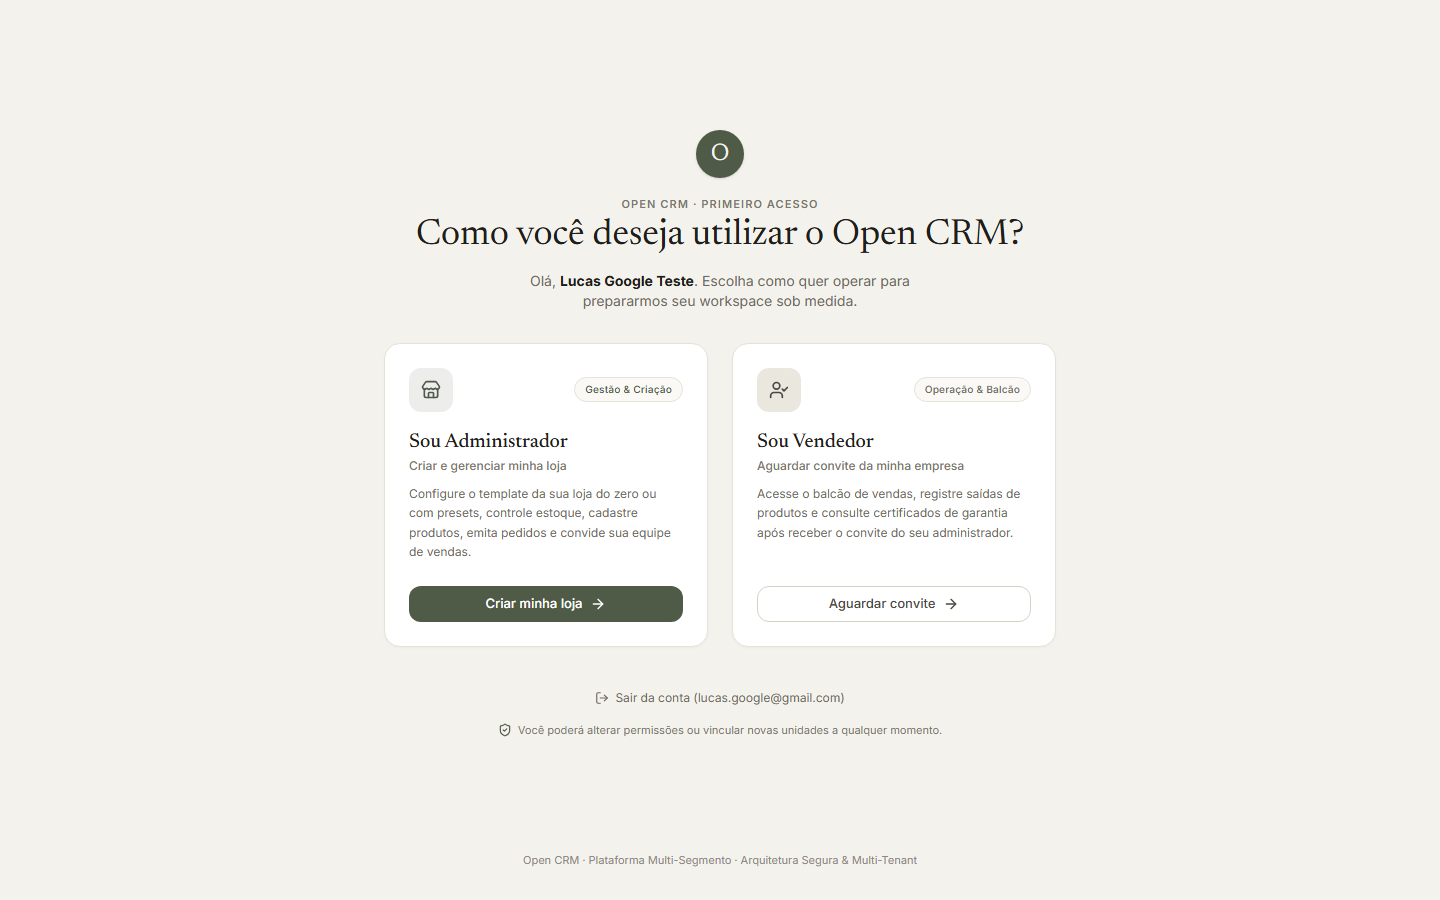 O
OPEN CRM · PRIMEIRO ACESSO
Como você deseja utilizar o Open CRM?
Olá, Lucas Google Teste. Escolha como quer operar para
prepararmos seu workspace sob medida.
Gestão & Criação
Sou Administrador
Criar e gerenciar minha loja
Configure o template da sua loja do zero ou
com presets, controle estoque, cadastre
produtos, emita pedidos e convide sua equipe
de vendas.
Criar minha loja
Operação & Balcão
Sou Vendedor
Aguardar convite da minha empresa
Acesse o balcão de vendas, registre saídas de
produtos e consulte certificados de garantia
após receber o convite do seu administrador.
Aguardar convite
Sair da conta (lucas.google@gmail.com)
Você poderá alterar permissões ou vincular novas unidades a qualquer momento.
Open CRM · Plataforma Multi-Segmento · Arquitetura Segura & Multi-Tenant